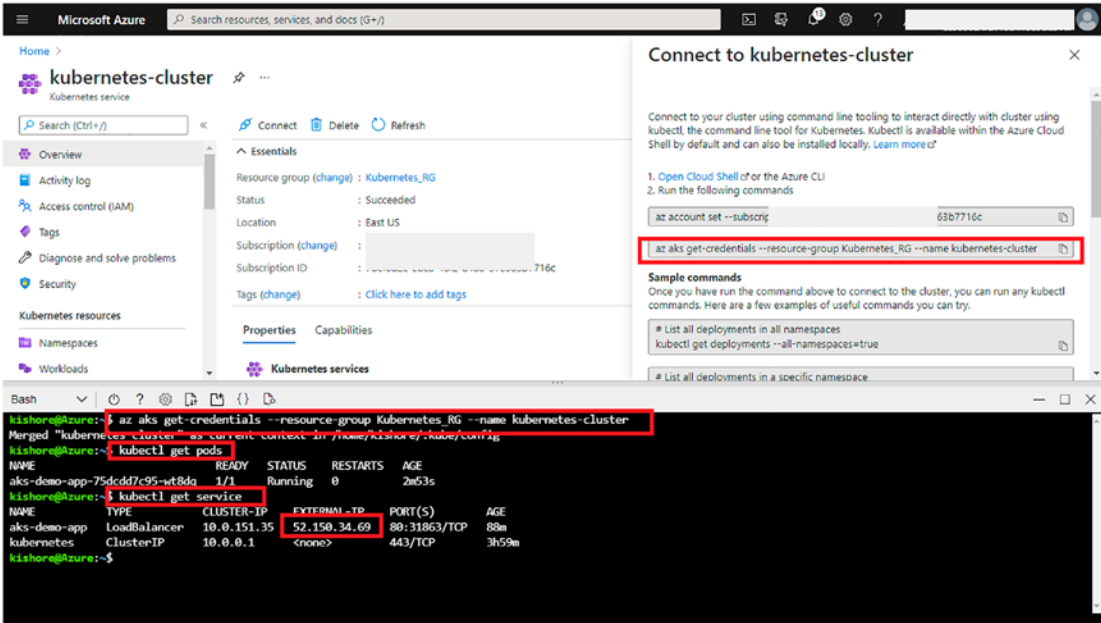 Microsoft Azure
Search resources, services, and docs (G+/)
13
?
Home >
kubernetes-cluster
...
Kubernetes service
Search (Ctrl+/)
«
Overview
Activity log
Access control (IAM)
Tags
Diagnose and solve problems
Security
Kubernetes resources
Namespaces
Workloads
Connect Delete Refresh
Essentials
Resource group (change) : Kubernetes_RG
Status : Succeeded
Location : East US
Subscription (change) :
Subscription ID : 716c
Tags (change) : Click here to add tags
Properties Capabilities
Kubernetes services
Connect to kubernetes-cluster
Connect to your cluster using command line tooling to interact directly with cluster using
kubectl, the command line tool for Kubernetes. Kubectl is available within the Azure Cloud
Shell by default and can also be installed locally. Learn more
1. Open Cloud Shell or the Azure CLI
2. Run the following commands
az account set --subscrip 63b7716c
az aks get-credentials --resource-group Kubernetes_RG --name kubernetes-cluster
Sample commands
Once you have run the command above to connect to the cluster, you can run any kubectl
commands. Here are a few examples of useful commands you can try.
# List all deployments in all namespaces
kubectl get deployments --all-namespaces=true
# List all deployments in a specific namespace
Bash ? {}
kishore@Azure:~$ az aks get-credentials --resource-group Kubernetes_RG --name kubernetes-cluster
Merged "kubernetes-cluster" as current context in /home/kishore/.kube/config
kishore@Azure:~$ kubectl get pods
NAME READY STATUS RESTARTS AGE
aks-demo-app-75dcdd7c95-wt8dq 1/1 Running 0 2m53s
kishore@Azure:~$ kubectl get service
NAME TYPE CLUSTER-IP EXTERNAL-IP PORT(S) AGE
aks-demo-app LoadBalancer 10.0.151.35 52.150.34.69 80:31863/TCP 88m
kubernetes ClusterIP 10.0.0.1 <none> 443/TCP 3h59m
kishore@Azure:~$